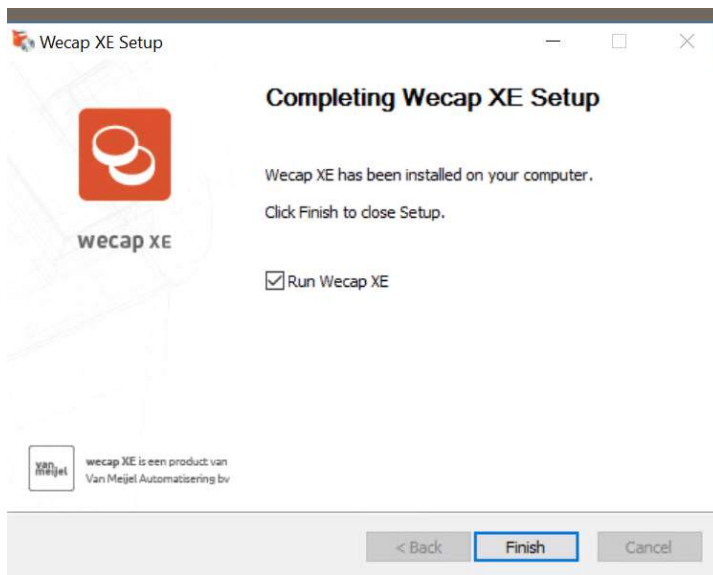 Wecap XE Setup
Completing Wecap XE Setup
Wecap XE has been installed on your computer.
Click Finish to close Setup.
wecap XE
Run Wecap XE
van meijel
wecap XE is een product van
Van Meijel Automatisering bv
< Back
Finish
Cancel